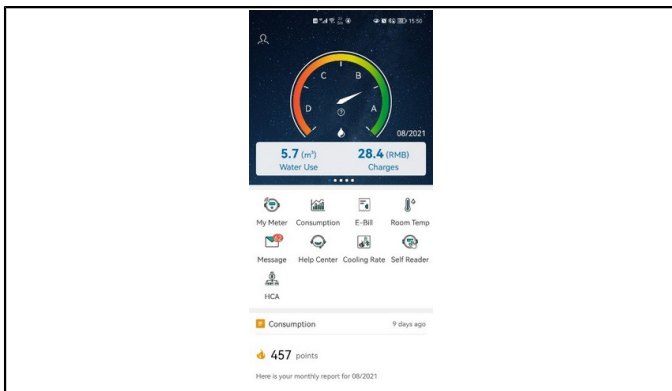 15:50
C
B
D
A
?
08/2021
5.7 (m³)
28.4 (RMB)
Water Use
Charges
My Meter
Consumption
E-Bill
Room Temp
Message
Help Center
Cooling Rate
Self Reader
HCA
Consumption
9 days ago
457 points
Here is your monthly report for 08/2021